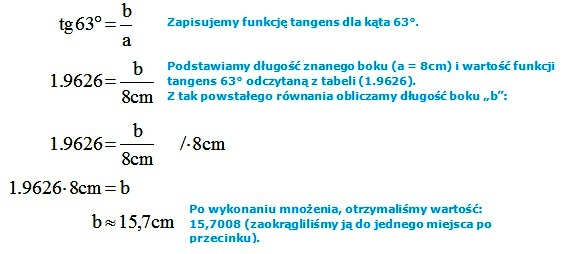 tg63° = b/a Zapisujemy funkcję tangens dla kąta 63°.
1.9626 = b/8cm Podstawiamy długość znanego boku (a = 8cm) i wartość funkcji
tangens 63° odczytaną z tabeli (1.9626).
Z tak powstałego równania obliczamy długość boku „b”:
1.9626 = b/8cm /·8cm
1.9626·8cm = b
b ≈ 15,7cm Po wykonaniu mnożenia, otrzymaliśmy wartość:
15,7008 (zaokrągliliśmy ją do jednego miejsca po
przecinku).